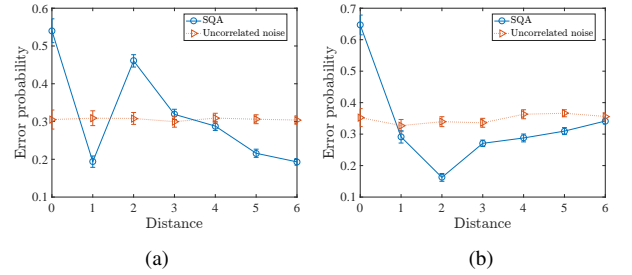 0.6
0.5
0.4
0.3
0.2
0.1
Error probability
SQA
Uncorrelated noise
0 1 2 3 4 5 6
Distance
(a)
0.7
0.6
0.5
0.4
0.3
0.2
0.1
Error probability
SQA
Uncorrelated noise
0 1 2 3 4 5 6
Distance
(b)